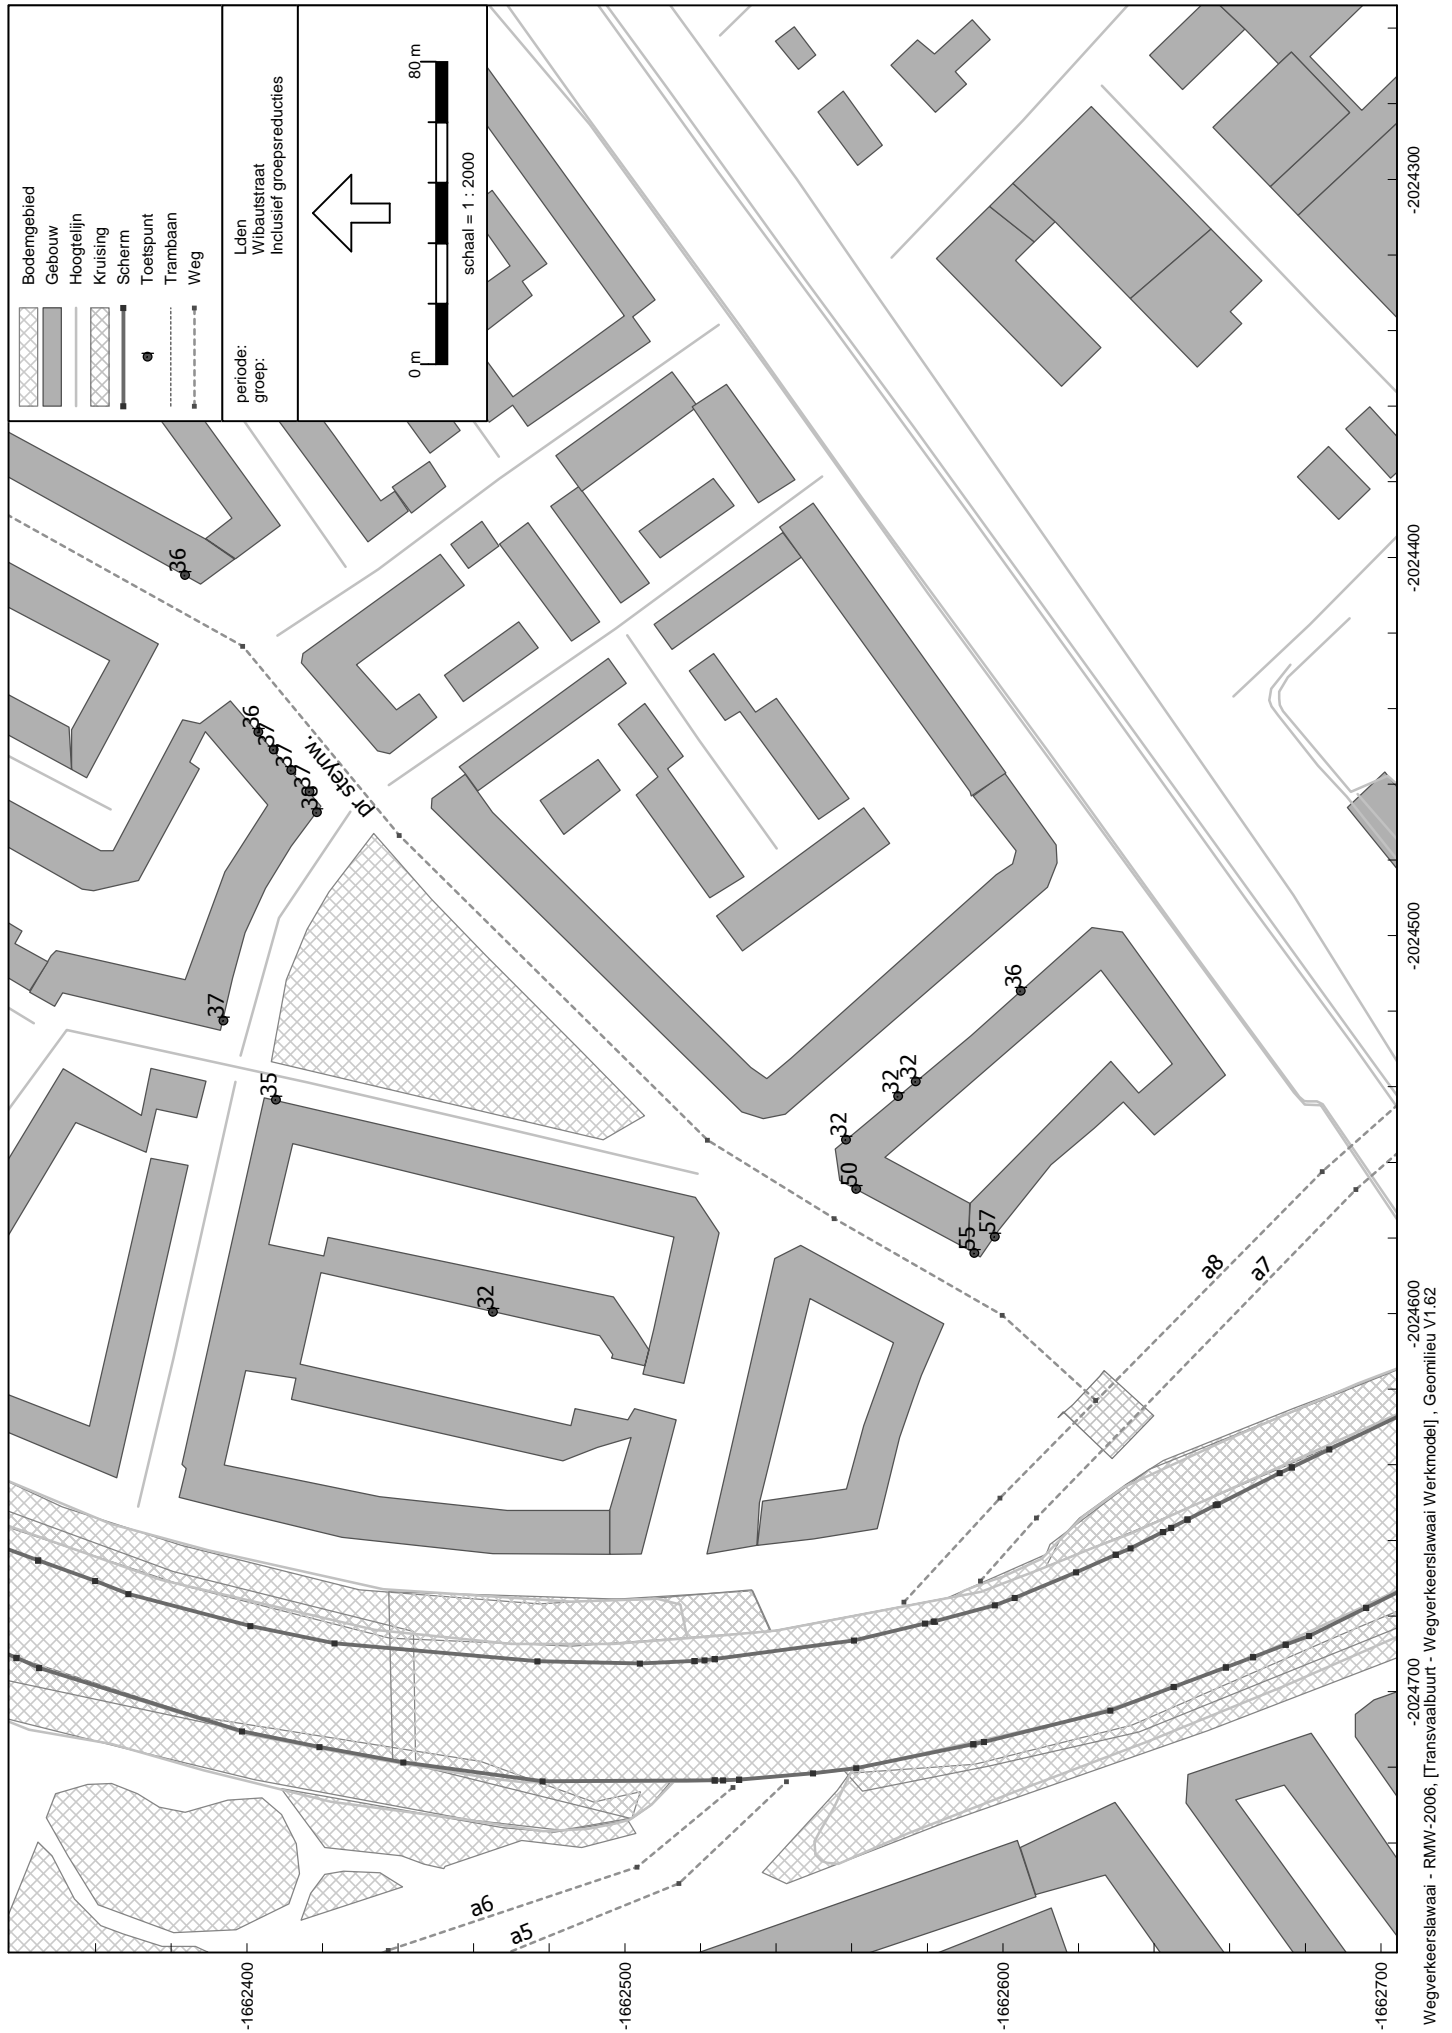 Bodemgebied
Gebouw
Hoogtelijn
Kruising
Scherm
Toetspunt
Trambaan
Weg
periode: Lden
groep: Wibautstraat
Inclusief groepsreducties
0 m 80 m
schaal = 1 : 2000
36
36
37
37
37
36
pr steynw.
37
35
32
32
32
32
36
50
55
57
a8
a7
a6
a5
-2024300
-2024400
-2024500
-2024600
-2024700
-1662400
-1662500
-1662600
-1662700
Wegverkeerslawaai - RMW-2006, [Transvaalbuurt - Wegverkeerslawaai Werkmodel] , Geomilieu V1.62